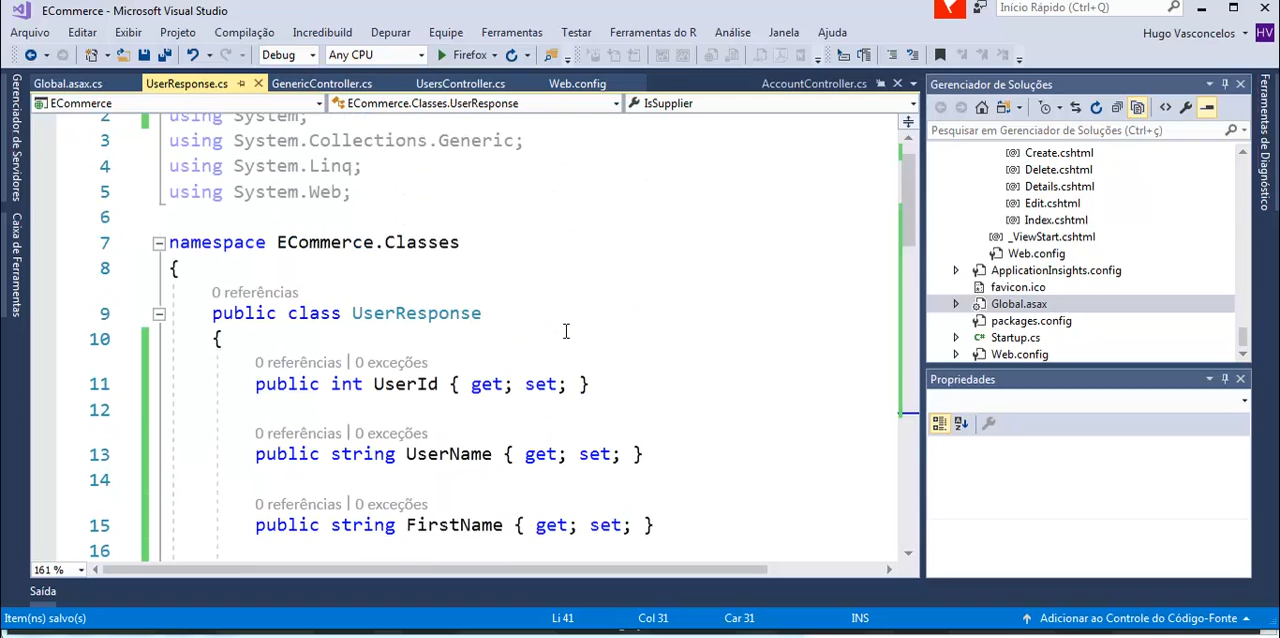 ECommerce - Microsoft Visual Studio
Início Rápido (Ctrl+Q)
Arquivo Editar Exibir Projeto Compilação Incredibuild Depurar Equipe Ferramentas Testar Ferramentas do R Análise Janela Ajuda
Hugo Vasconcelos HV
Debug Any CPU Firefox
Gerenciador de Servidores
Caixa de Ferramentas
Global.asax.cs UserResponse.cs GenericController.cs UsersController.cs Web.config AccountController.cs
ECommerce ECommerce.Classes.UserResponse IsSupplier
2 using System;
3 using System.Collections.Generic;
4 using System.Linq;
5 using System.Web;
6
7 namespace ECommerce.Classes
8 {
0 referências
9 public class UserResponse
10 {
0 referências | 0 exceções
11 public int UserId { get; set; }
12
0 referências | 0 exceções
13 public string UserName { get; set; }
14
0 referências | 0 exceções
15 public string FirstName { get; set; }
16
161 %
Gerenciador de Soluções
Pesquisar em Gerenciador de Soluções (Ctrl+ç)
Create.cshtml
Delete.cshtml
Details.cshtml
Edit.cshtml
Index.cshtml
_ViewStart.cshtml
Web.config
ApplicationInsights.config
favicon.ico
Global.asax
packages.config
Startup.cs
Web.config
Propriedades
Ferramentas de Diagnóstico
Saída
Item(ns) salvo(s) Li 41 Col 31 Car 31 INS Adicionar ao Controle do Código-Fonte